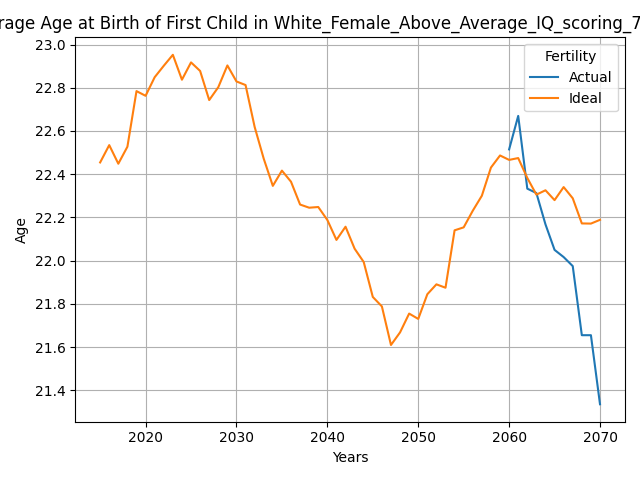 rage Age at Birth of First Child in White_Female_Above_Average_IQ_scoring_7
23.0
22.8
22.6
22.4
22.2
22.0
21.8
21.6
21.4
Age
Fertility
Actual
Ideal
2020 2030 2040 2050 2060 2070
Years